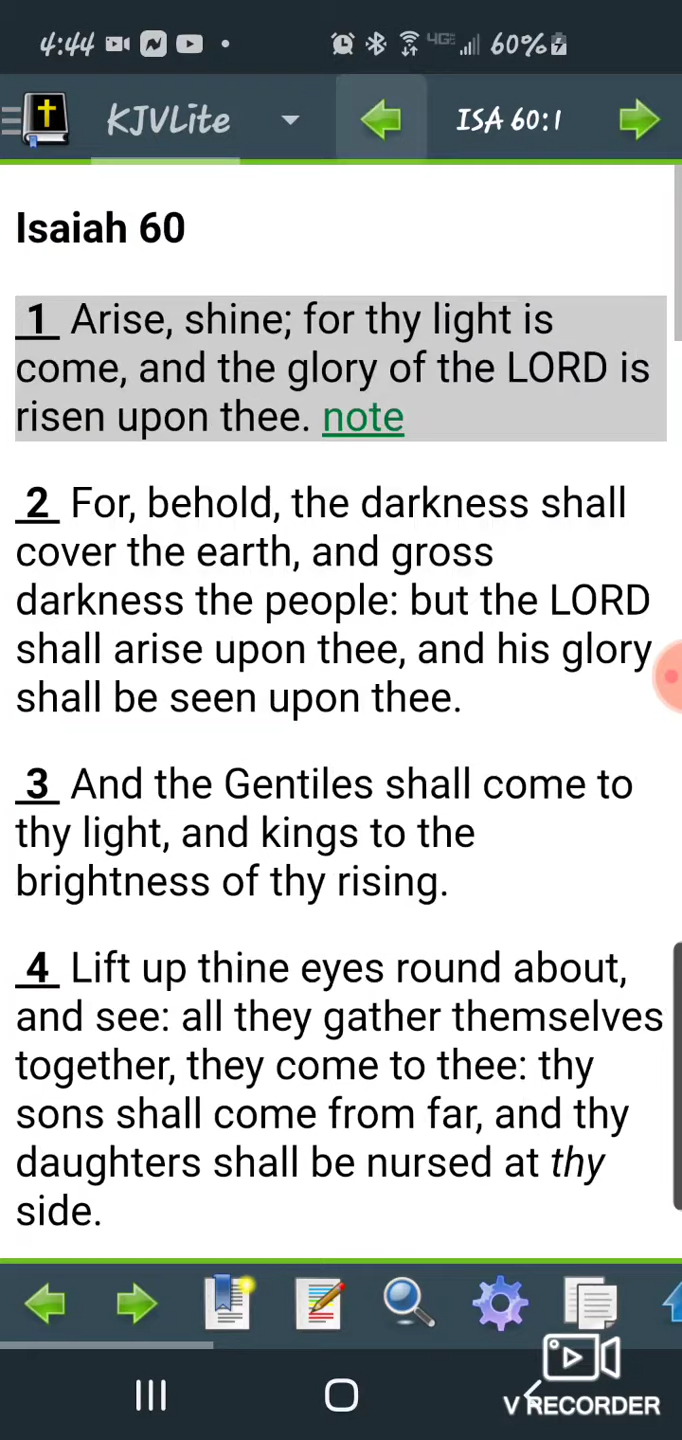 4:44 4GE 60%
KJVLite ISA 60:1
Isaiah 60
1 Arise, shine; for thy light is
come, and the glory of the LORD is
risen upon thee. note
2 For, behold, the darkness shall
cover the earth, and gross
darkness the people: but the LORD
shall arise upon thee, and his glory
shall be seen upon thee.
3 And the Gentiles shall come to
thy light, and kings to the
brightness of thy rising.
4 Lift up thine eyes round about,
and see: all they gather themselves
together, they come to thee: thy
sons shall come from far, and thy
daughters shall be nursed at thy
side.
V RECORDER